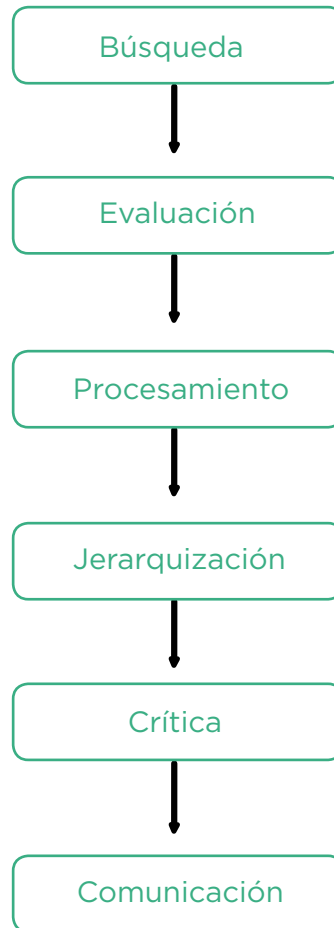 Búsqueda
Evaluación
Procesamiento
Jerarquización
Crítica
Comunicación